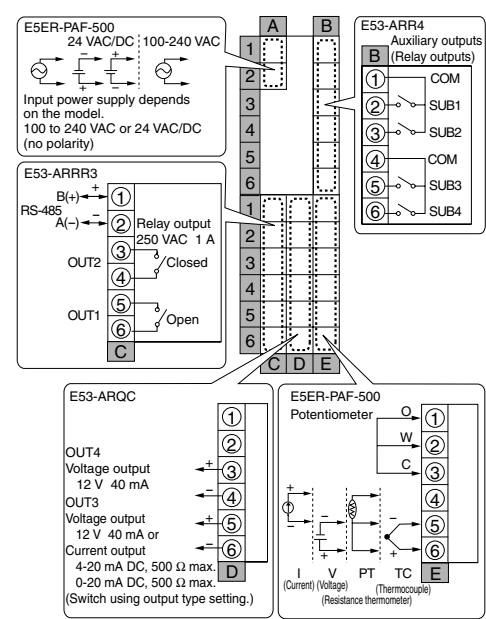 E5ER-PAF-500
24 VAC/DC 100-240 VAC
− +
− +
+ −
+ −
Input power supply depends
on the model.
100 to 240 VAC or 24 VAC/DC
(no polarity)
A B
1
2
3
4
5
6
1
2
3
4
5
6
C D E
E53-ARR4
Auxiliary outputs
(Relay outputs)
B
1 COM
2 SUB1
3 SUB2
4 COM
5 SUB3
6 SUB4
E53-ARRR3
B(+) + 1
RS-485
A(−) − 2
Relay output
250 VAC 1 A
3
OUT2 Closed
4
5
OUT1 Open
6
C
E53-ARQC
1
2
OUT4
Voltage output + 3
12 V 40 mA − 4
OUT3
Voltage output + 5
12 V 40 mA or
Current output − 6
4-20 mA DC, 500 Ω max.
0-20 mA DC, 500 Ω max.
D
(Switch using output type setting.)
E5ER-PAF-500
Potentiometer O 1
W 2
C 3
4
5
6
+ − − + − +
I V PT TC E
(Current) (Voltage) (Thermocouple)
(Resistance thermometer)